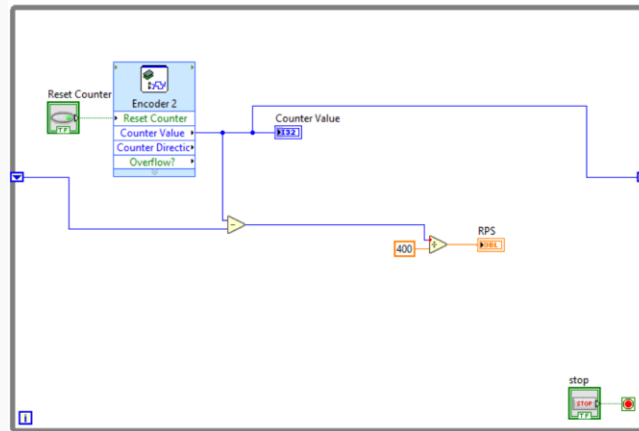 Reset Counter
TF
Encoder 2
Reset Counter
Counter Value
Counter Directic
Overflow?
Counter Value
I32
400
RPS
DBL
stop
STOP
TF
i